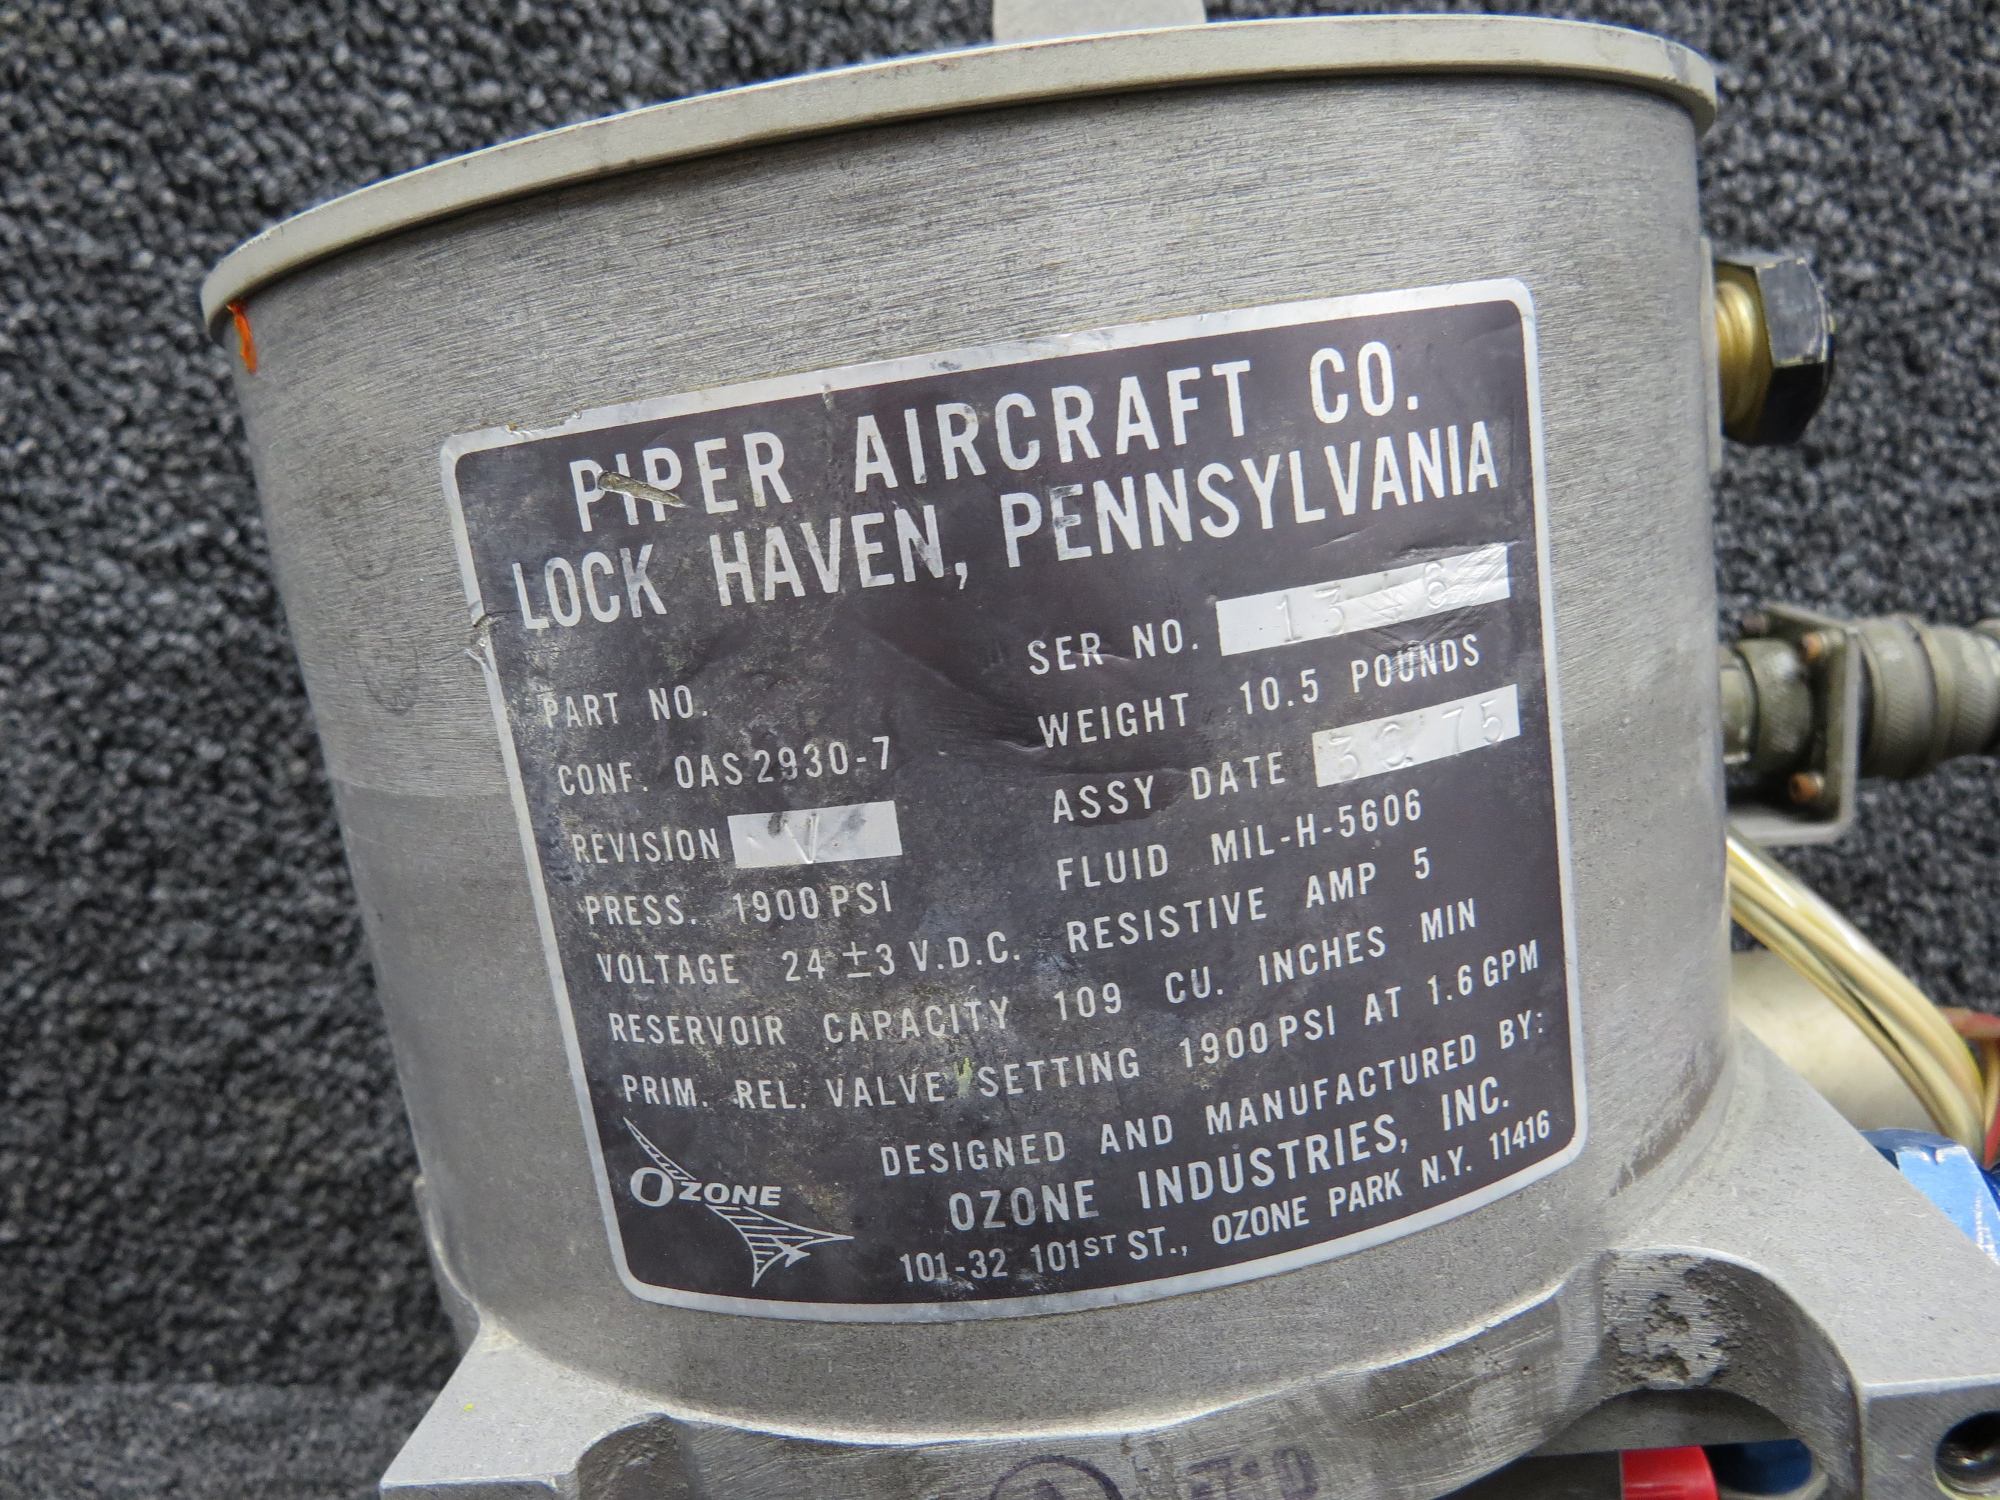 PIPER AIRCRAFT CO.
LOCK HAVEN, PENNSYLVANIA
SER NO.
PART NO.
WEIGHT 10.5 POUNDS
CONF. OAS2930-7
ASSY DATE 3Q 75
REVISION V
FLUID MIL-H-5606
PRESS. 1900 PSI
VOLTAGE 24 ±3 V.D.C. RESISTIVE AMP 5
RESERVOIR CAPACITY 109 CU. INCHES MIN
PRIM. REL. VALVE SETTING 1900 PSI AT 1.6 GPM
DESIGNED AND MANUFACTURED BY:
OZONE INDUSTRIES, INC.
101-32 101ST ST., OZONE PARK N.Y. 11416
OZONE